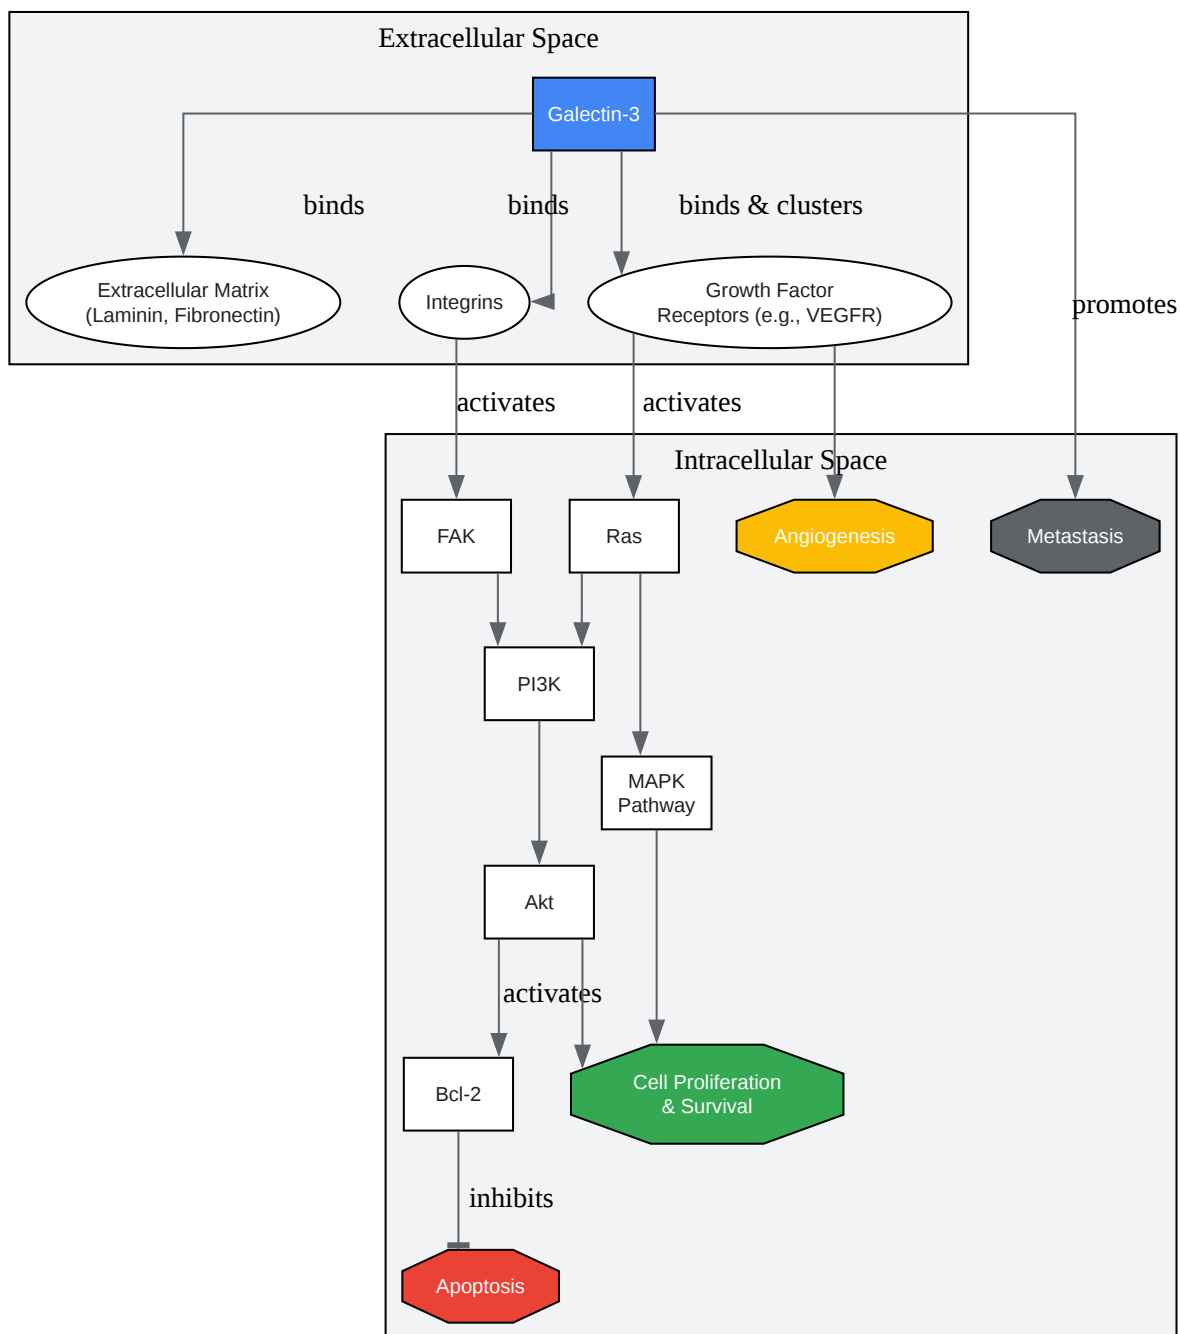 Extracellular Space
Galectin-3
binds
binds
binds & clusters
Extracellular Matrix
(Laminin, Fibronectin)
Integrins
Growth Factor
Receptors (e.g., VEGFR)
promotes
activates
activates
Intracellular Space
FAK
Ras
Angiogenesis
Metastasis
PI3K
MAPK
Pathway
Akt
activates
Bcl-2
Cell Proliferation
& Survival
inhibits
Apoptosis